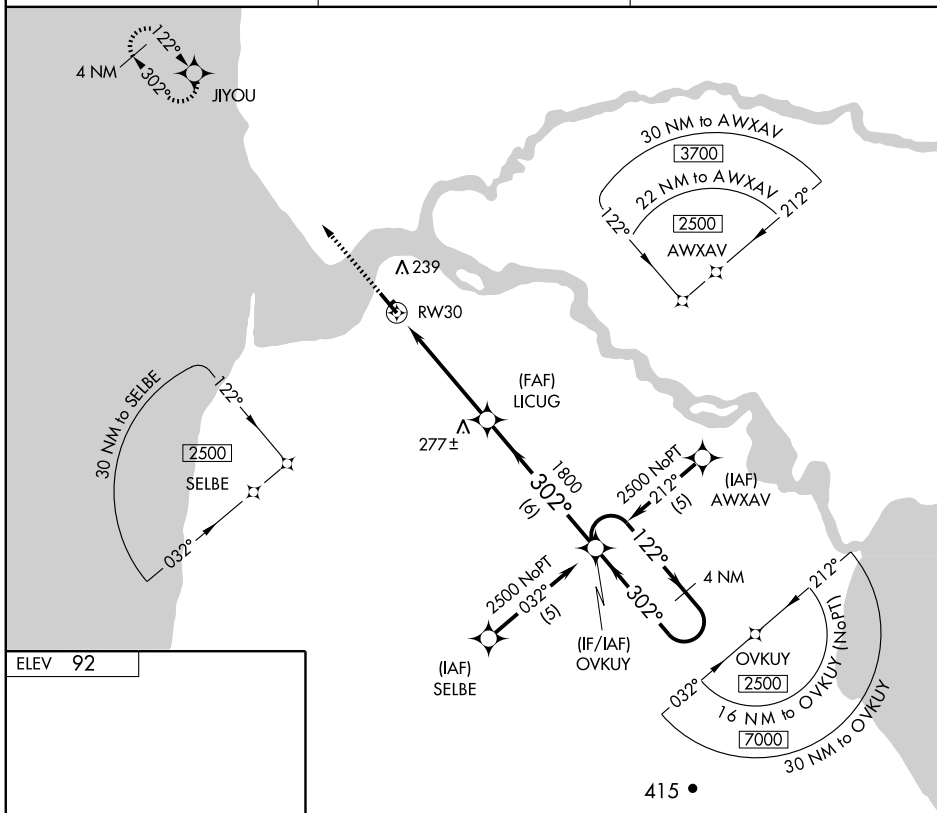 122°
4 NM
302°
JIYOU
30 NM to AWXAV
3700
22 NM to AWXAV
122°
212°
2500
AWXAV
239
RW30
(FAF)
LICUG
277±
30 NM to SELBE
122°
2500
SELBE
032°
1800
302°
(6)
2500 NoPT
212°
(5)
(IAF)
AWXAV
122°
4 NM
302°
2500 NoPT
032°
(5)
(IAF)
SELBE
(IF/IAF)
OVKUY
212°
OVKUY
2500
032°
16 NM to OVKUY (NoPT)
7000
30 NM to OVKUY
ELEV 92
415